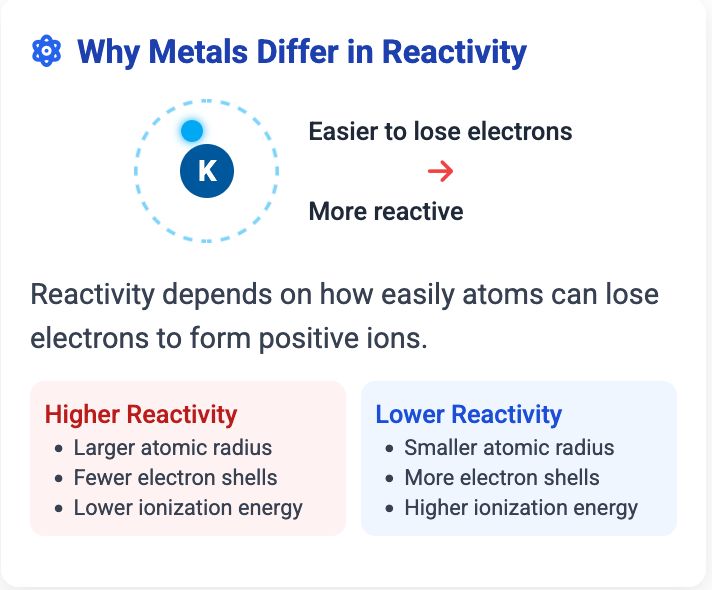 Why Metals Differ in Reactivity
K
Easier to lose electrons
→
More reactive
Reactivity depends on how easily atoms can lose
electrons to form positive ions.
Higher Reactivity
• Larger atomic radius
• Fewer electron shells
• Lower ionization energy
Lower Reactivity
• Smaller atomic radius
• More electron shells
• Higher ionization energy